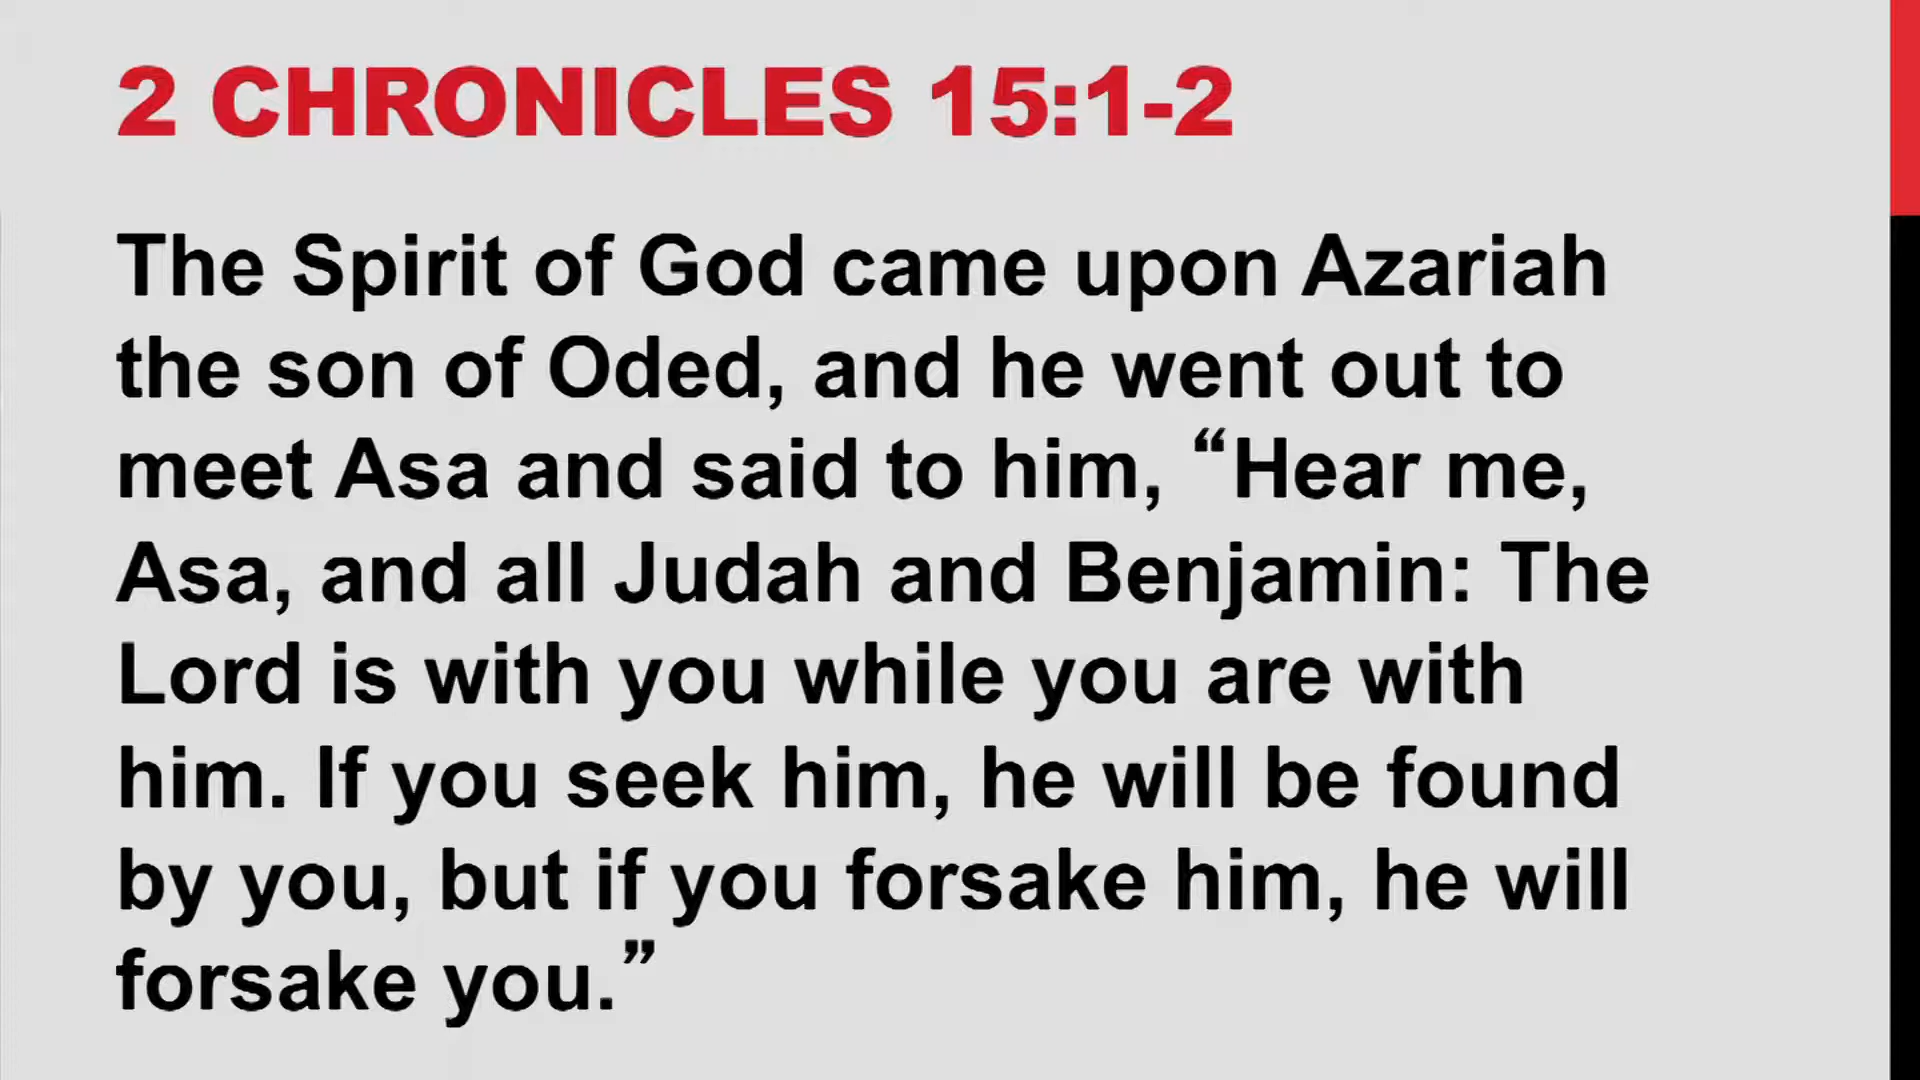 2 CHRONICLES 15:1-2
The Spirit of God came upon Azariah
the son of Oded, and he went out to
meet Asa and said to him, “Hear me,
Asa, and all Judah and Benjamin: The
Lord is with you while you are with
him. If you seek him, he will be found
by you, but if you forsake him, he will
forsake you.”